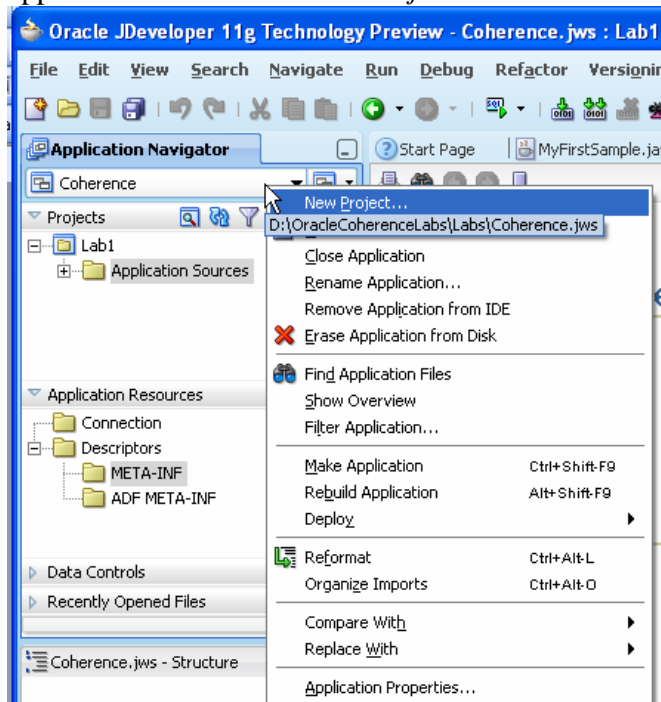 Oracle JDeveloper 11g Technology Preview - Coherence.jws : Lab1
File Edit View Search Navigate Run Debug Refactor
Application Navigator
Start Page
MyFirstSample.ja
Coherence
New Project...
D:\OracleCoherenceLabs\Labs\Coherence.jws
Projects
Lab1
Application Sources
Close Application
Rename Application...
Remove Application from IDE
Erase Application from Disk
Find Application Files
Show Overview
Filter Application...
Make Application Ctrl+Shift-F9
Rebuild Application Alt+Shift-F9
Deploy
Reformat Ctrl+Alt-L
Organize Imports Ctrl+Alt-O
Compare With
Replace With
Application Properties...
Application Resources
Connection
Descriptors
META-INF
ADF META-INF
Data Controls
Recently Opened Files
Coherence.jws - Structure